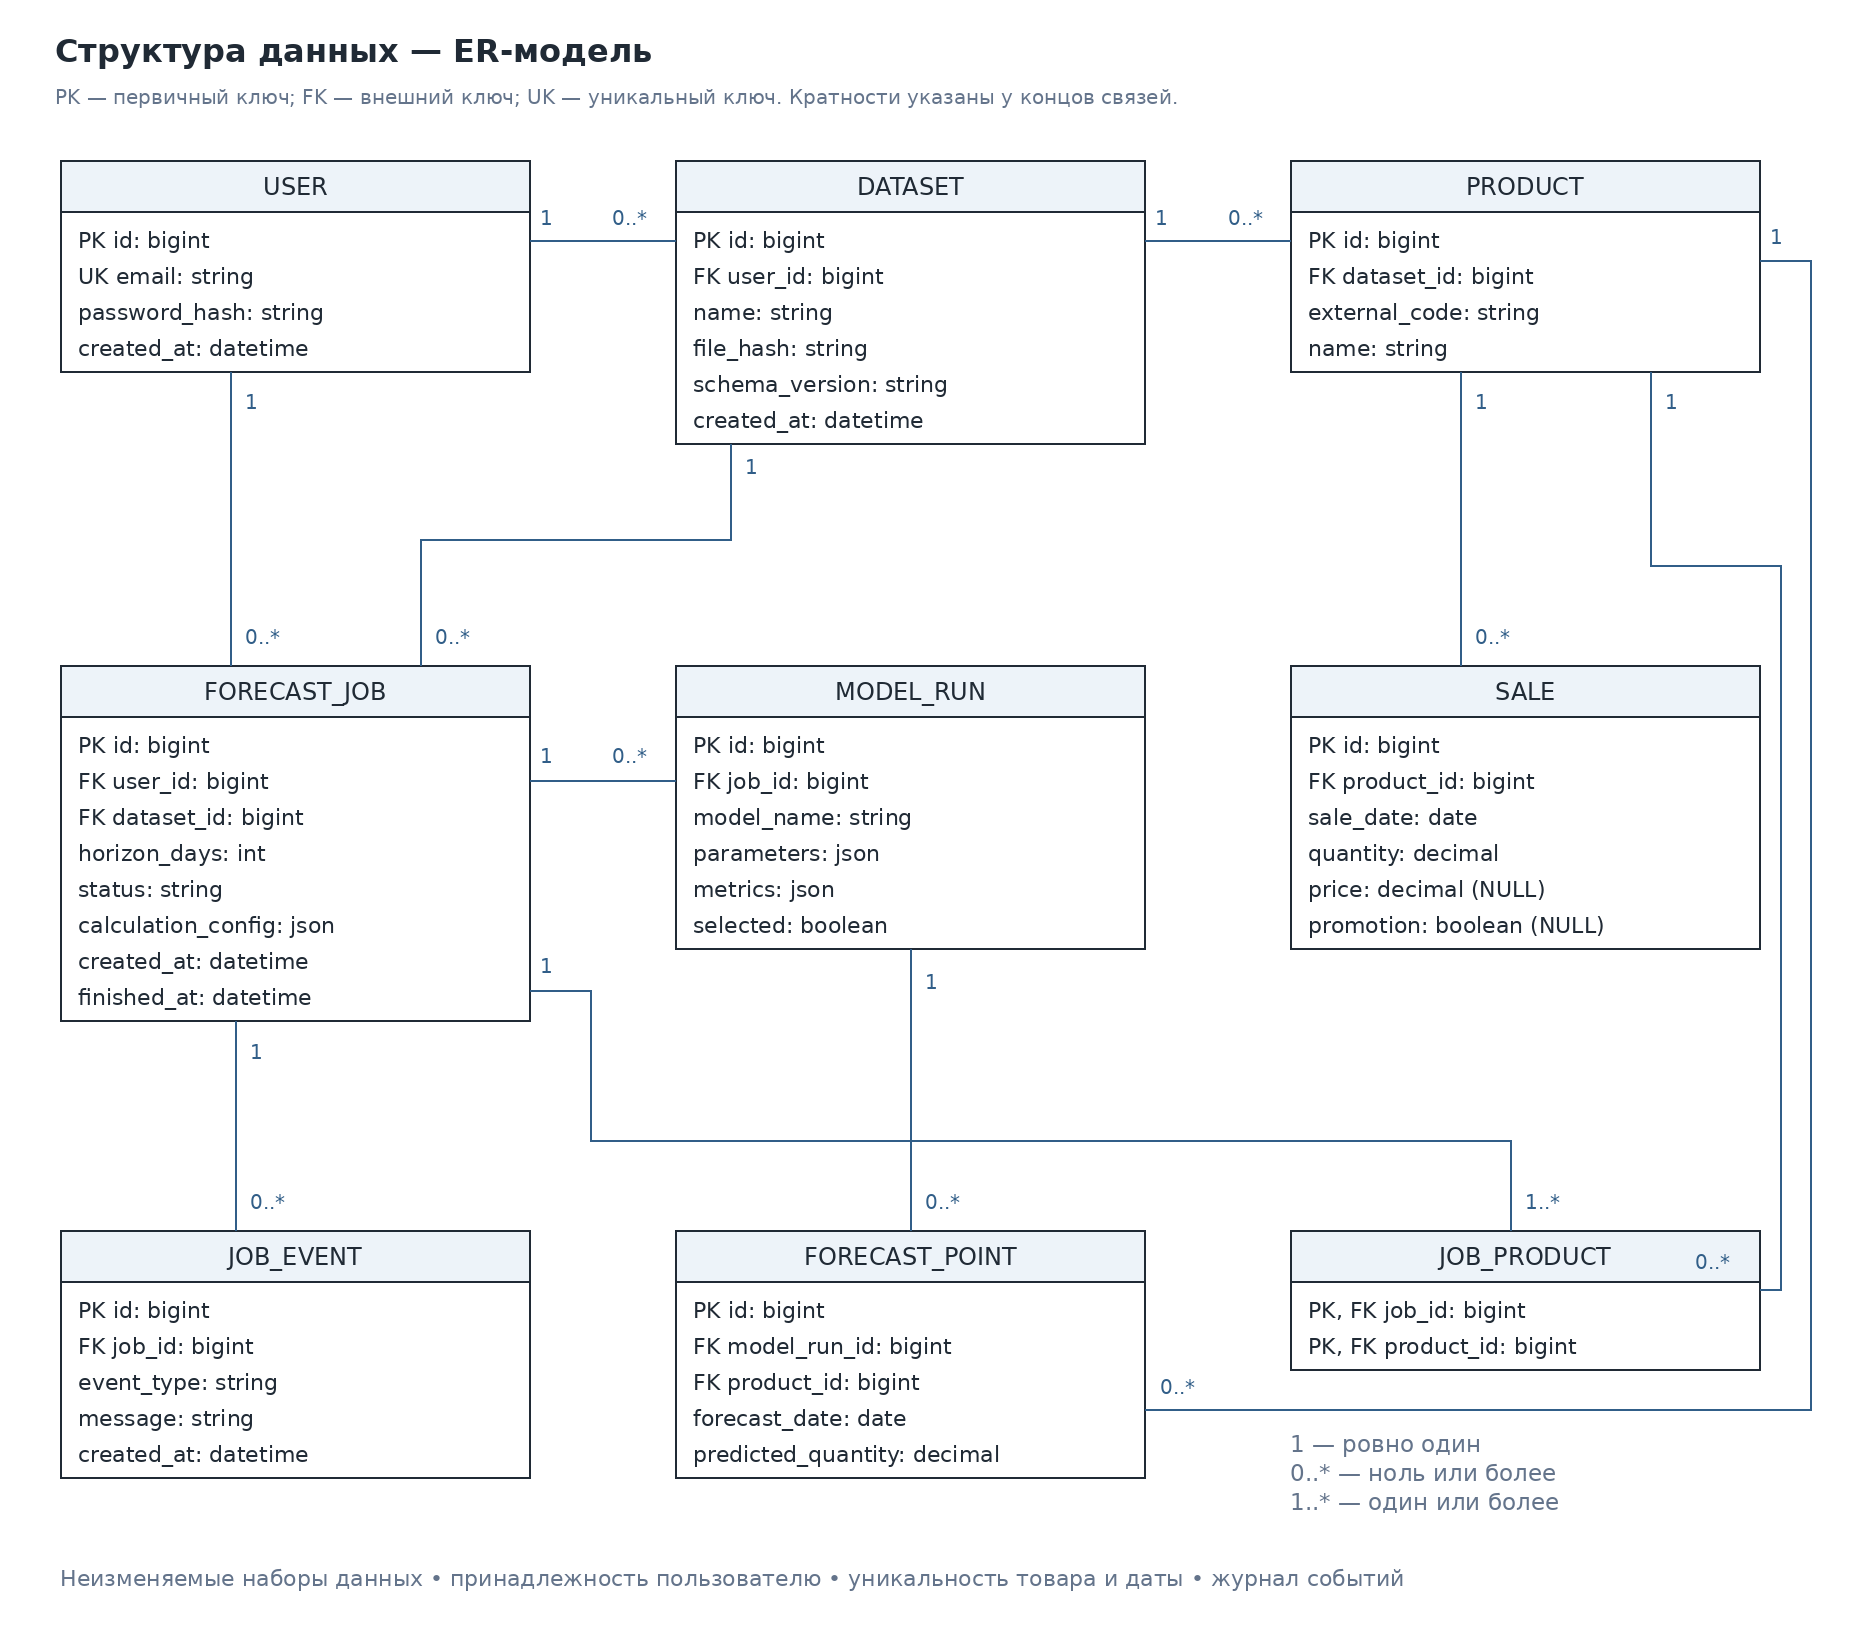 Структура данных — ER-модель
PK — первичный ключ; FK — внешний ключ; UK — уникальный ключ. Кратности указаны у концов связей.
USER
PK id: bigint
UK email: string
password_hash: string
created_at: datetime
1
0..*
DATASET
PK id: bigint
FK user_id: bigint
name: string
file_hash: string
schema_version: string
created_at: datetime
1
0..*
PRODUCT
PK id: bigint
FK dataset_id: bigint
external_code: string
name: string
1
1
1
1
1
0..*
0..*
0..*
FORECAST_JOB
PK id: bigint
FK user_id: bigint
FK dataset_id: bigint
horizon_days: int
status: string
calculation_config: json
created_at: datetime
finished_at: datetime
1
0..*
1
MODEL_RUN
PK id: bigint
FK job_id: bigint
model_name: string
parameters: json
metrics: json
selected: boolean
SALE
PK id: bigint
FK product_id: bigint
sale_date: date
quantity: decimal
price: decimal (NULL)
promotion: boolean (NULL)
1
1
0..*
0..*
1..*
JOB_EVENT
PK id: bigint
FK job_id: bigint
event_type: string
message: string
created_at: datetime
FORECAST_POINT
PK id: bigint
FK model_run_id: bigint
FK product_id: bigint
forecast_date: date
predicted_quantity: decimal
JOB_PRODUCT
0..*
PK, FK job_id: bigint
PK, FK product_id: bigint
0..*
1 — ровно один
0..* — ноль или более
1..* — один или более
Неизменяемые наборы данных • принадлежность пользователю • уникальность товара и даты • журнал событий